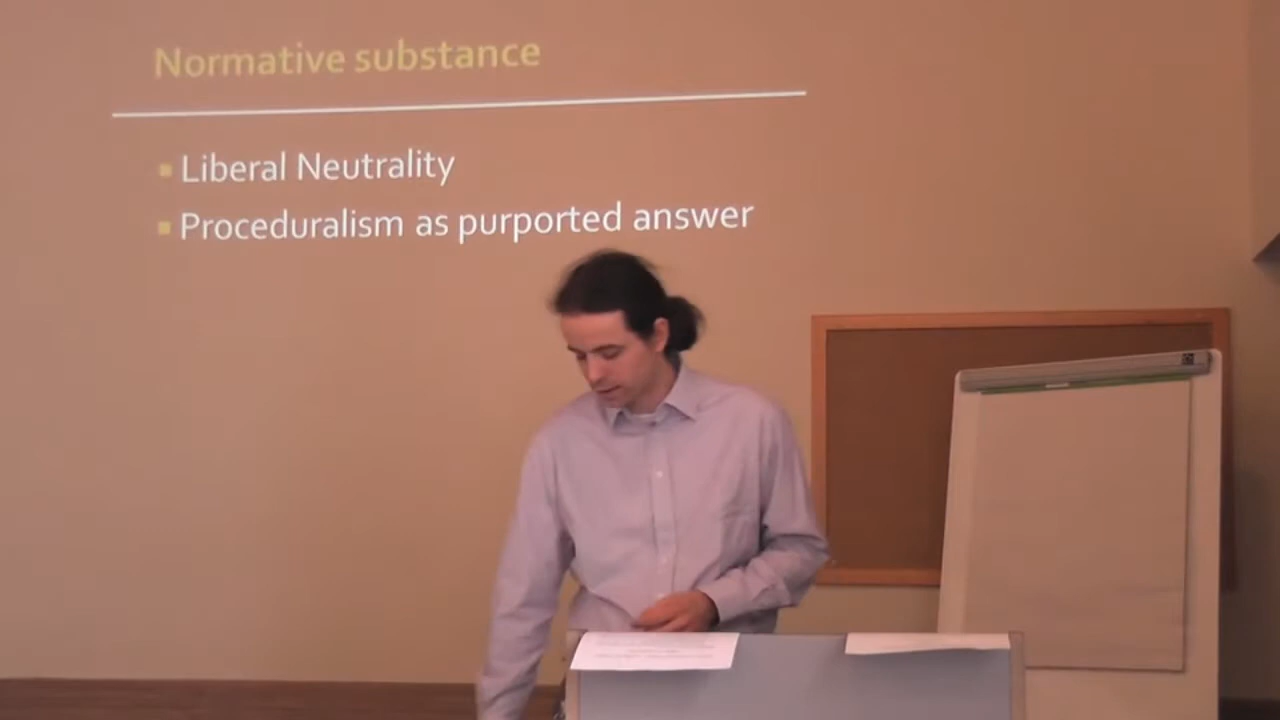 Normative substance
Liberal Neutrality
Proceduralism as purported answer